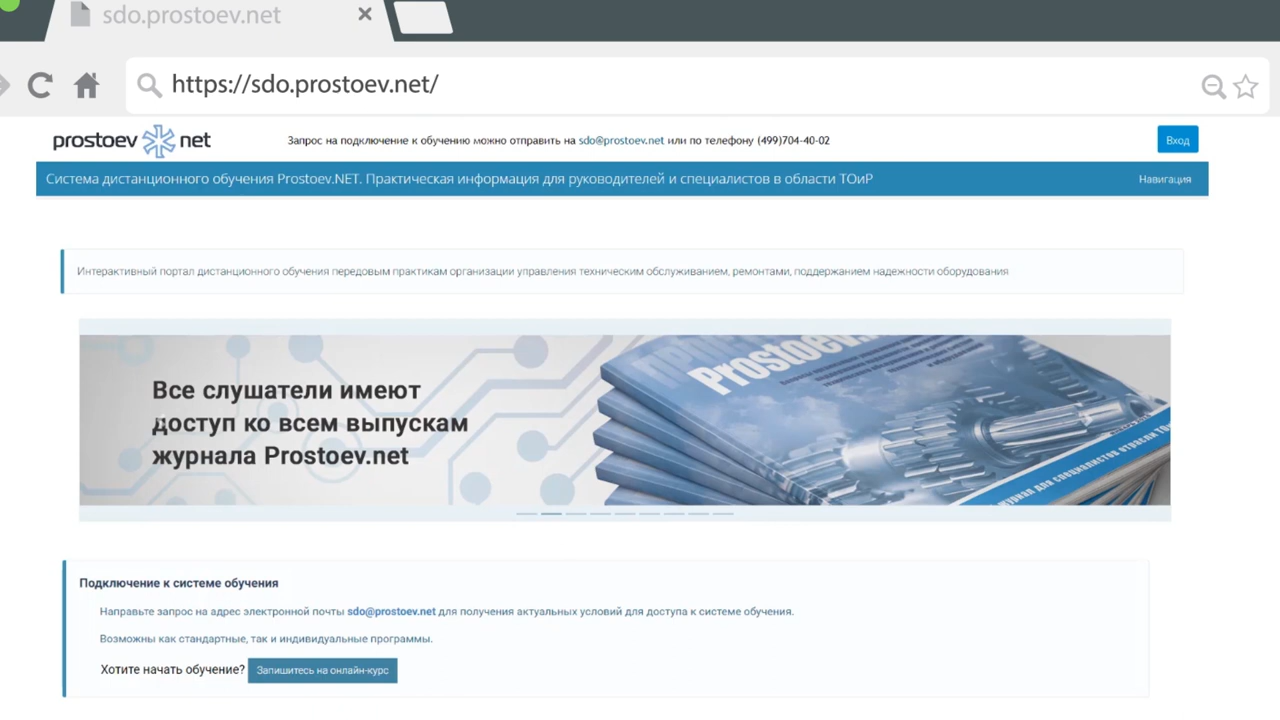 sdo.prostoev.net
https://sdo.prostoev.net/
prostoev net
Запрос на подключение к обучению можно отправить на sdo@prostoev.net или по телефону (499)704-40-02
Вход
Система дистанционного обучения Prostoev.NET. Практическая информация для руководителей и специалистов в области ТОиР
Навигация
Интерактивный портал дистанционного обучения передовым практикам организации управления техническим обслуживанием, ремонтами, поддержанием надежности оборудования
Все слушатели имеют
доступ ко всем выпускам
журнала Prostoev.net
Prostoev.
журнал для специалистов отрасли ТО
Подключение к системе обучения
Направьте запрос на адрес электронной почты sdo@prostoev.net для получения актуальных условий для доступа к системе обучения.
Возможны как стандартные, так и индивидуальные программы.
Хотите начать обучение? Запишитесь на онлайн-курс